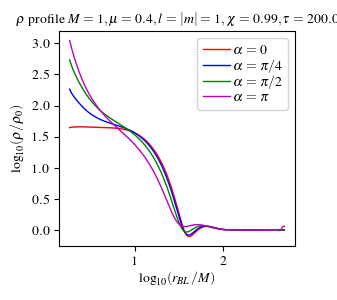 ρ profile M = 1, μ = 0.4, l = |m| = 1, χ = 0.99, τ = 200.0
3.0
2.5
2.0
1.5
1.0
0.5
0.0
log₁₀(ρ/ρ₀)
α = 0
α = π/4
α = π/2
α = π
1 2
log₁₀(r_BL/M)